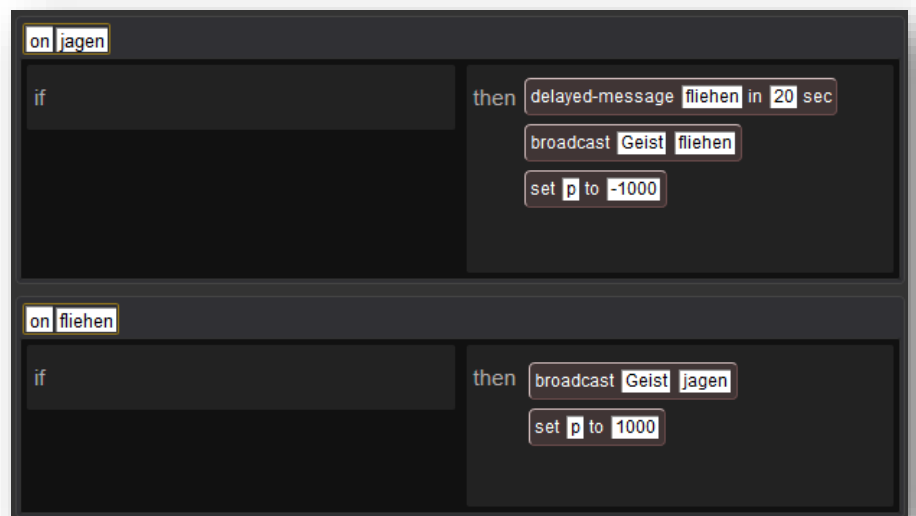 on jagen
if
then delayed-message fliehen in 20 sec
broadcast Geist fliehen
set p to -1000
on fliehen
if
then broadcast Geist jagen
set p to 1000